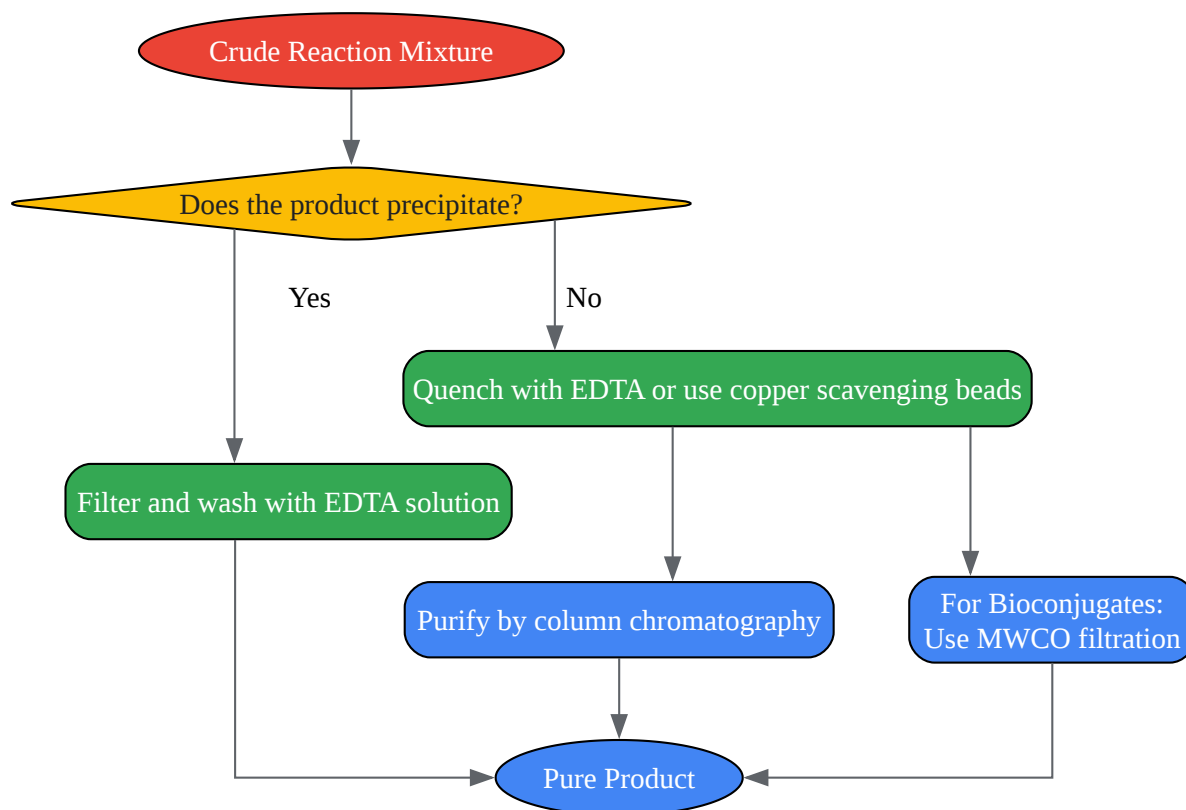 Crude Reaction Mixture
Does the product precipitate?
Yes
No
Quench with EDTA or use copper scavenging beads
Filter and wash with EDTA solution
Purify by column chromatography
For Bioconjugates:
Use MWCO filtration
Pure Product